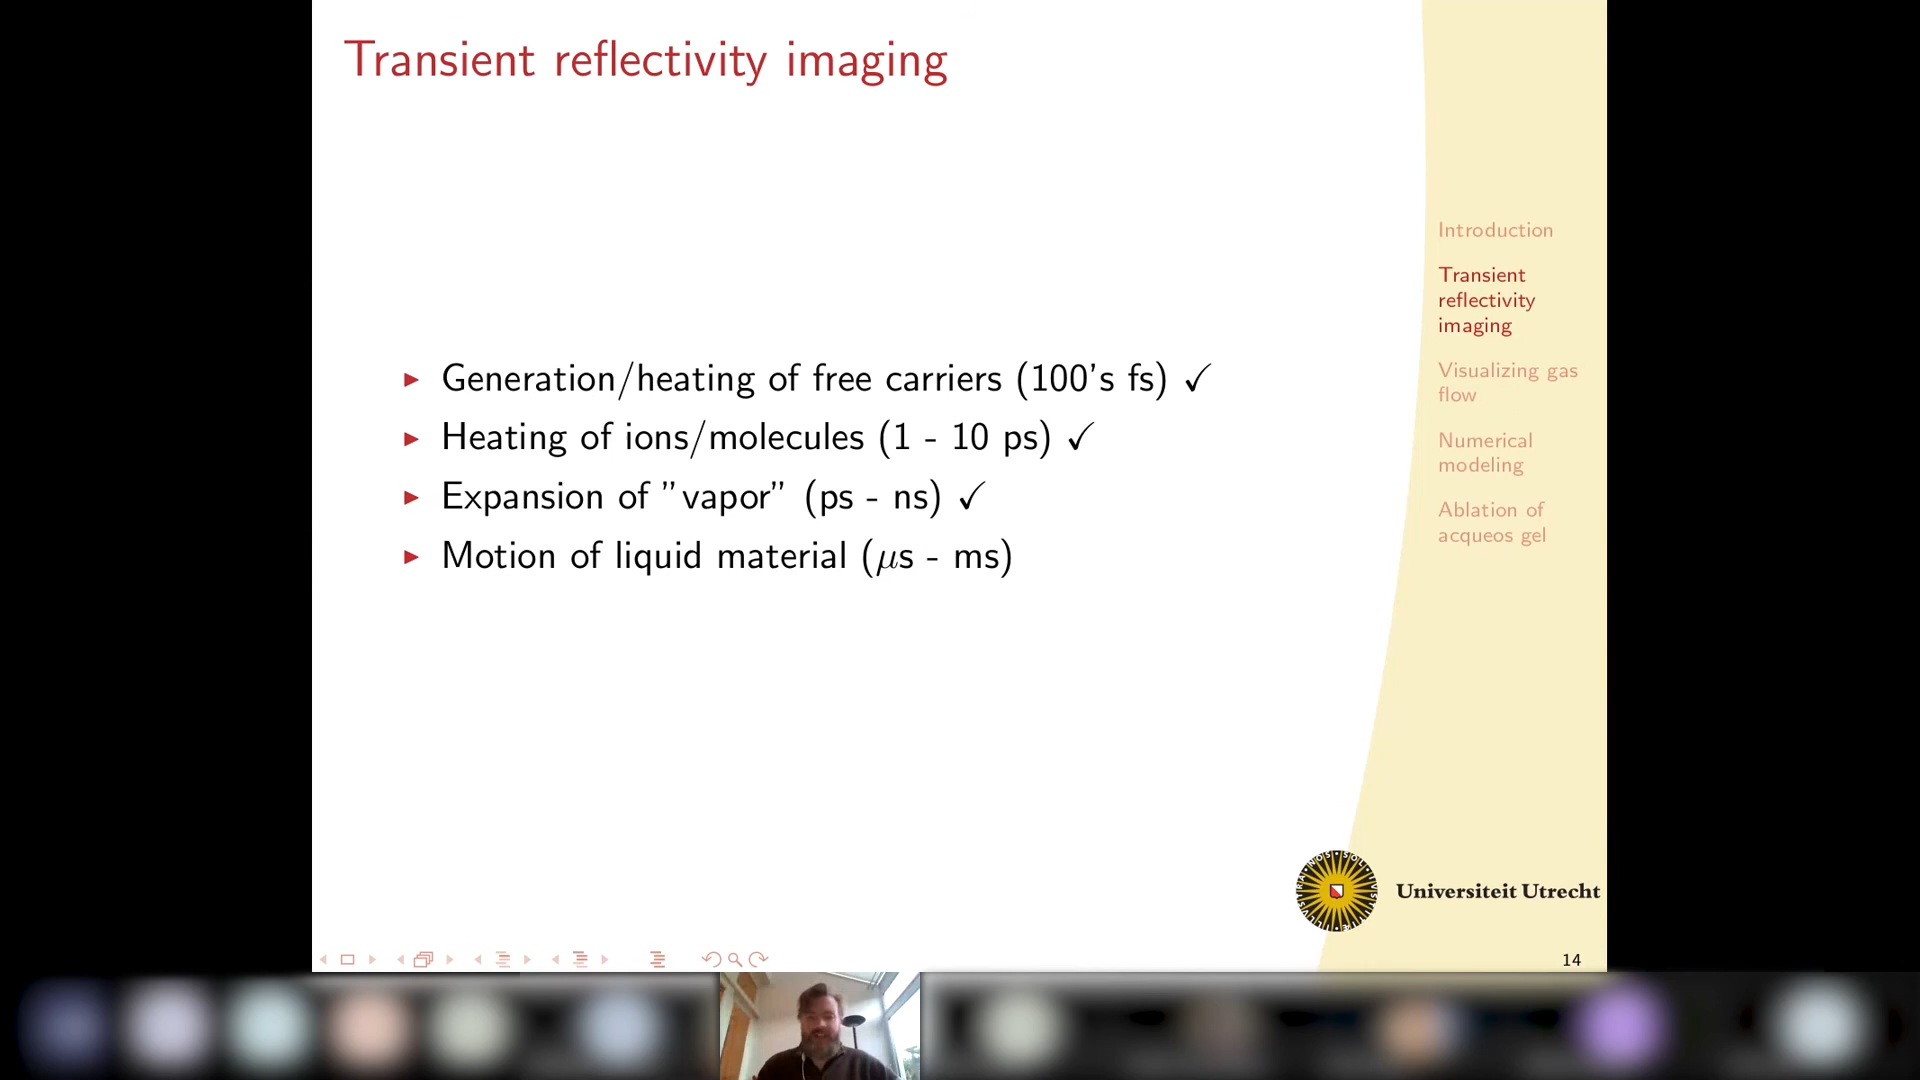 Transient reflectivity imaging
Introduction
Transient
reflectivity
imaging
Visualizing gas
flow
Numerical
modeling
Ablation of
acqueos gel
▶ Generation/heating of free carriers (100's fs) ✓
▶ Heating of ions/molecules (1 - 10 ps) ✓
▶ Expansion of ”vapor” (ps - ns) ✓
▶ Motion of liquid material (μs - ms)
Universiteit Utrecht
14